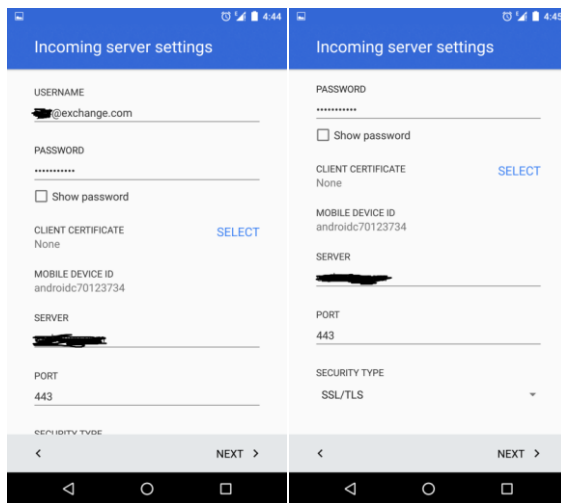 4:44
Incoming server settings
USERNAME
@exchange.com
PASSWORD
•••••••••••
Show password
CLIENT CERTIFICATE
None
SELECT
MOBILE DEVICE ID
androidc70123734
SERVER
PORT
443
SECURITY TYPE
NEXT
4:45
Incoming server settings
PASSWORD
•••••••••••
Show password
CLIENT CERTIFICATE
None
SELECT
MOBILE DEVICE ID
androidc70123734
SERVER
PORT
443
SECURITY TYPE
SSL/TLS
NEXT